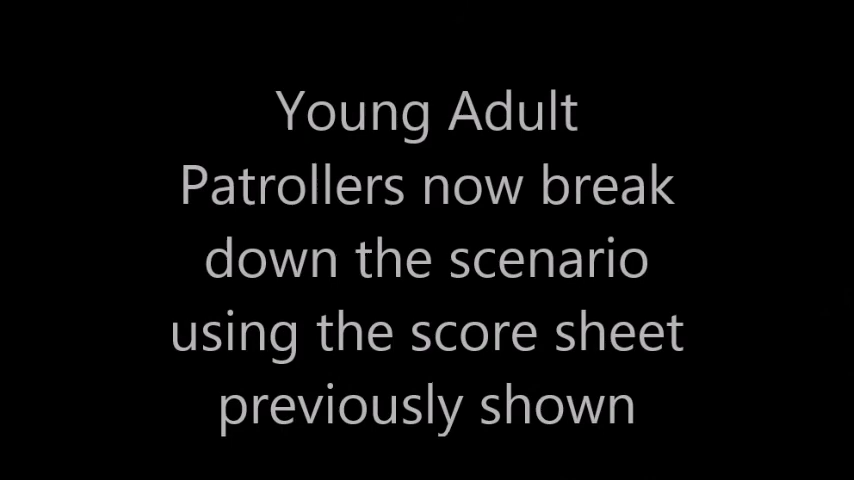 Young Adult
Patrollers now break
down the scenario
using the score sheet
previously shown